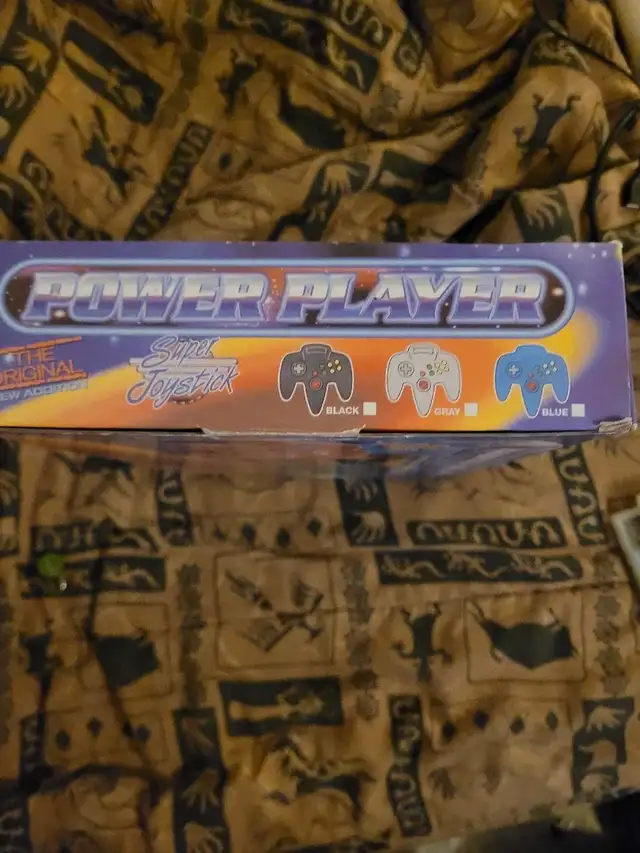 POWER PLAYER
THE
ORIGINAL
NEW ADDITION
Super
Joystick
BLACK
GRAY
BLUE